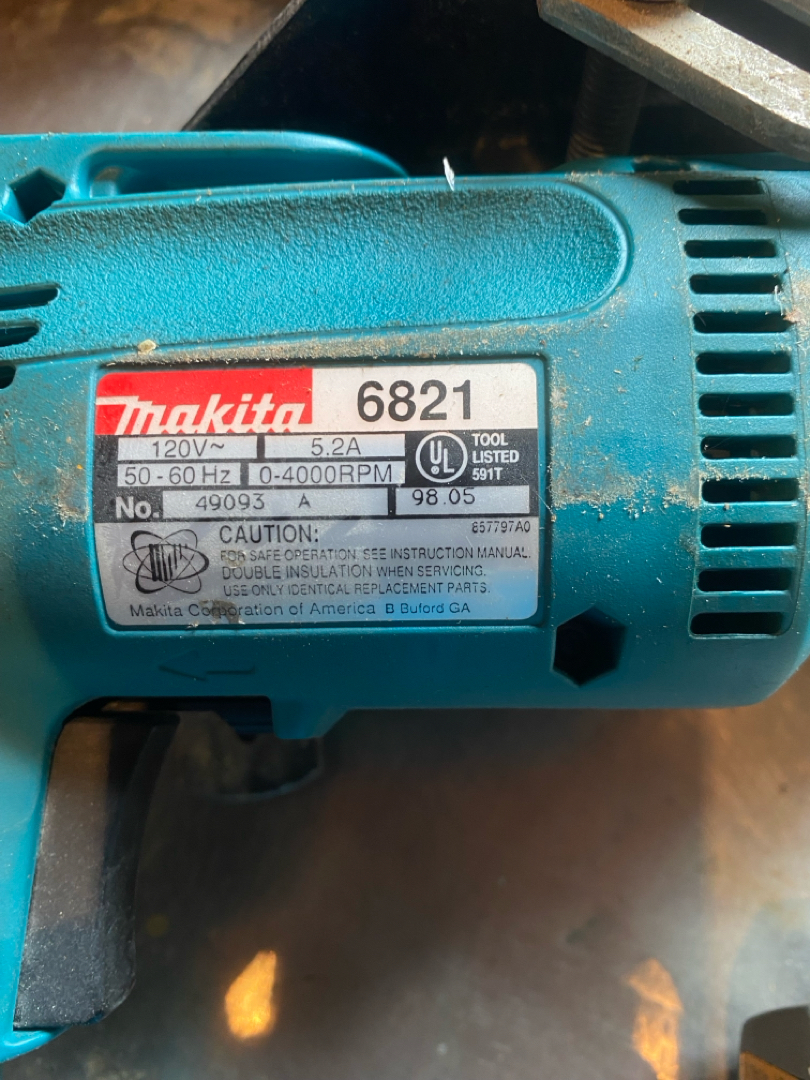 makita 6821
120V~ 5.2A
50-60Hz 0-4000RPM
UL TOOL LISTED 591T
No. 49093 A 98.05
CAUTION: 857797A0
FOR SAFE OPERATION. SEE INSTRUCTION MANUAL.
DOUBLE INSULATION WHEN SERVICING.
USE ONLY IDENTICAL REPLACEMENT PARTS.
Makita Corporation of America B Buford GA